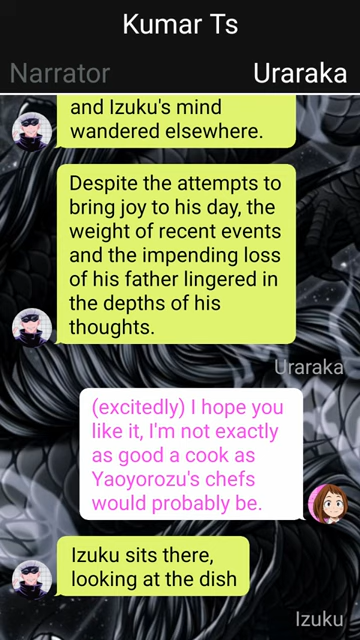 Kumar Ts
Narrator
Uraraka
and Izuku's mind
wandered elsewhere.
Despite the attempts to
bring joy to his day, the
weight of recent events
and the impending loss
of his father lingered in
the depths of his
thoughts.
Uraraka
(excitedly) I hope you
like it, I'm not exactly
as good a cook as
Yaoyorozu's chefs
would probably be.
Izuku sits there,
looking at the dish
Izuku